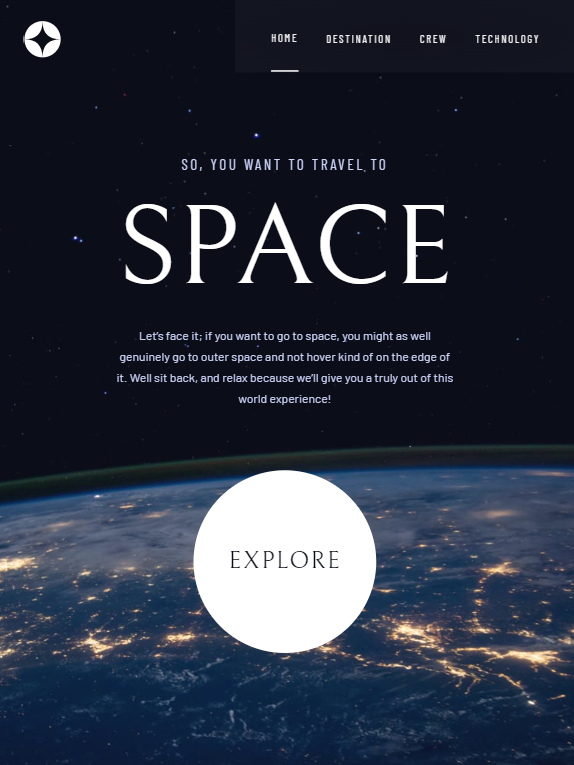 HOME DESTINATION CREW TECHNOLOGY
SO, YOU WANT TO TRAVEL TO
SPACE
Let's face it; if you want to go to space, you might as well
genuinely go to outer space and not hover kind of on the edge of
it. Well sit back, and relax because we'll give you a truly out of this
world experience!
EXPLORE